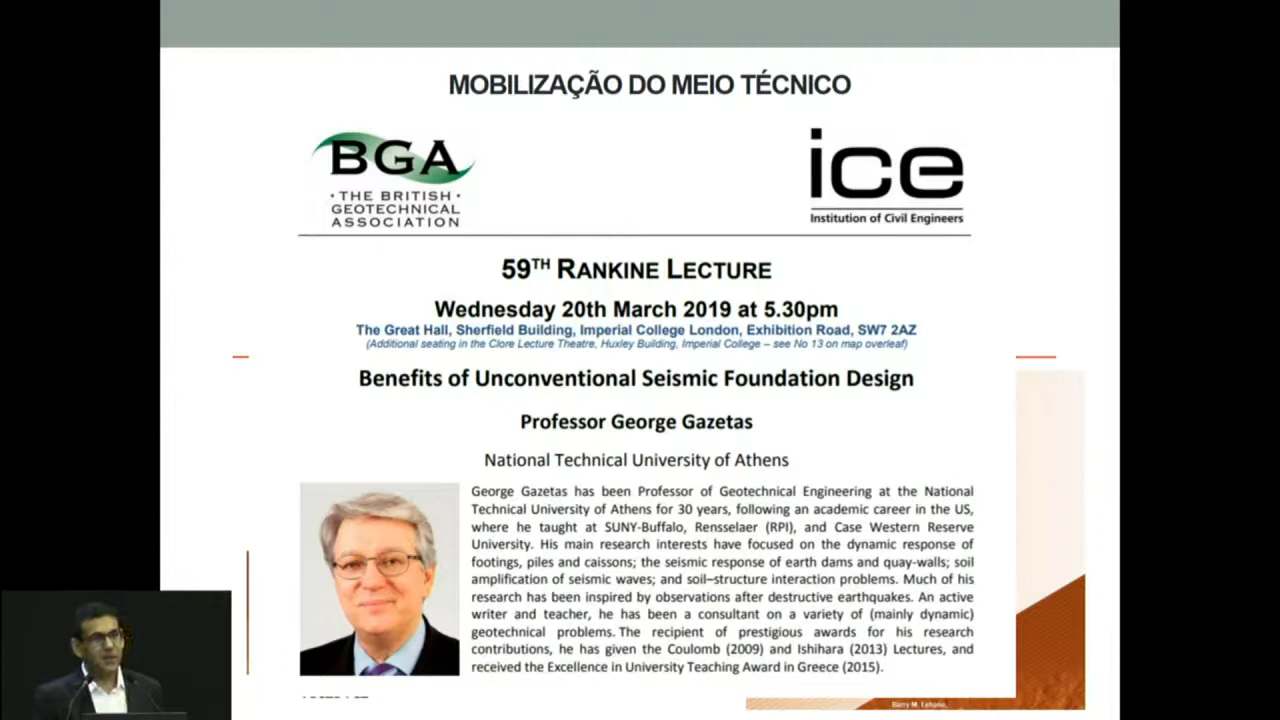 MOBILIZAÇÃO DO MEIO TÉCNICO
BGA
· THE BRITISH ·
GEOTECHNICAL
ASSOCIATION
ice
Institution of Civil Engineers
59TH RANKINE LECTURE
Wednesday 20th March 2019 at 5.30pm
The Great Hall, Sherfield Building, Imperial College London, Exhibition Road, SW7 2AZ
(Additional seating in the Clore Lecture Theatre, Huxley Building, Imperial College – see No 13 on map overleaf)
Benefits of Unconventional Seismic Foundation Design
Professor George Gazetas
National Technical University of Athens
George Gazetas has been Professor of Geotechnical Engineering at the National
Technical University of Athens for 30 years, following an academic career in the US,
where he taught at SUNY-Buffalo, Rensselaer (RPI), and Case Western Reserve
University. His main research interests have focused on the dynamic response of
footings, piles and caissons; the seismic response of earth dams and quay-walls; soil
amplification of seismic waves; and soil–structure interaction problems. Much of his
research has been inspired by observations after destructive earthquakes. An active
writer and teacher, he has been a consultant on a variety of (mainly dynamic)
geotechnical problems. The recipient of prestigious awards for his research
contributions, he has given the Coulomb (2009) and Ishihara (2013) Lectures, and
received the Excellence in University Teaching Award in Greece (2015).
Barry M. Lehane